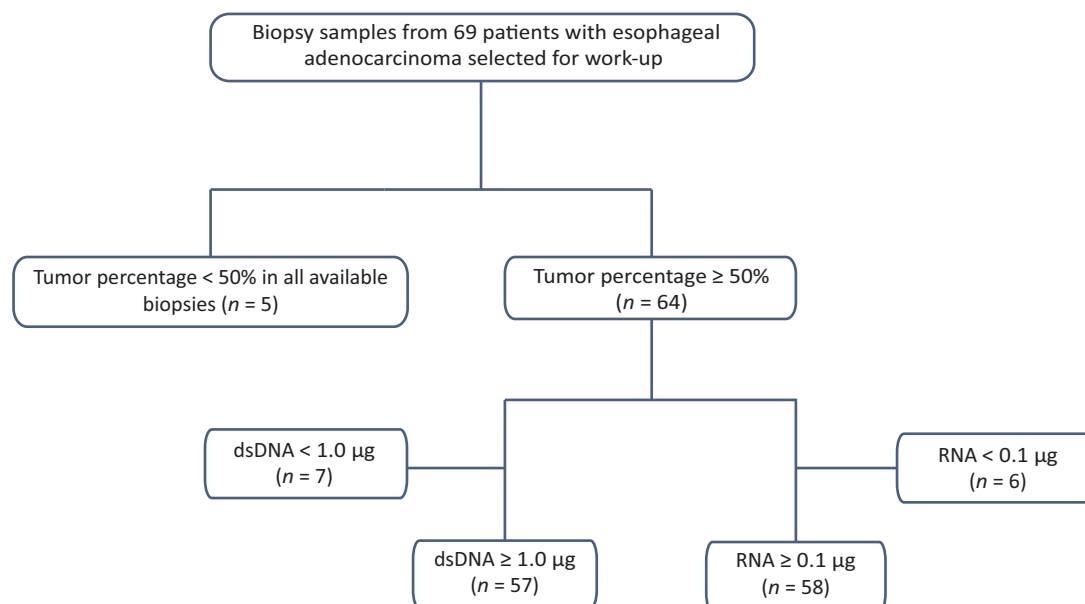 Biopsy samples from 69 patients with esophageal
adenocarcinoma selected for work-up
Tumor percentage < 50% in all available
biopsies (n = 5)
Tumor percentage ≥ 50%
(n = 64)
dsDNA < 1.0 µg
(n = 7)
RNA < 0.1 µg
(n = 6)
dsDNA ≥ 1.0 µg
(n = 57)
RNA ≥ 0.1 µg
(n = 58)